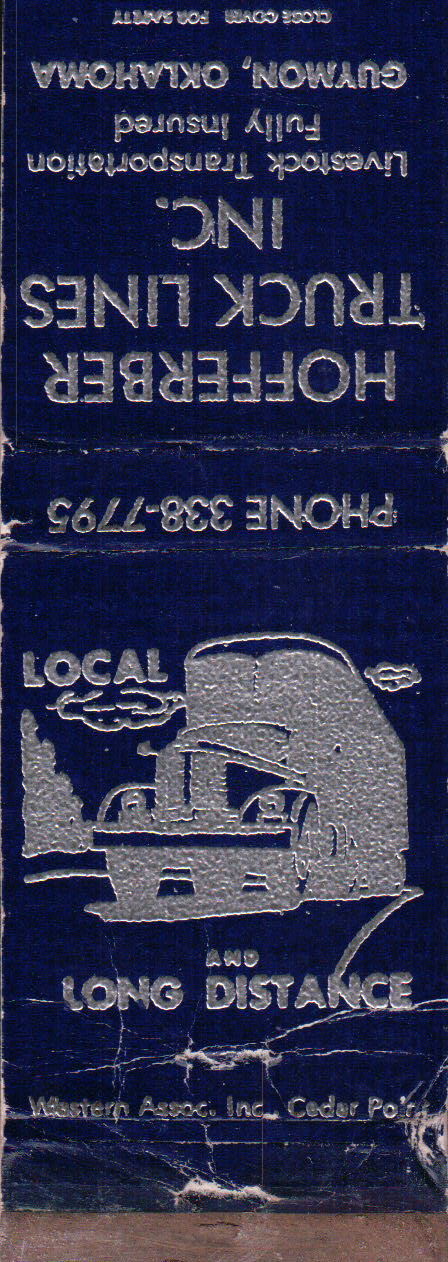 HOFFERBER
TRUCK LINES
INC.
Livestock Transportation
Fully Insured
GUYMON, OKLAHOMA
CLOSE COVER FOR SAFETY
PHONE 338-7795
LOCAL
AND
LONG DISTANCE
Western Assoc. Inc., Cedar